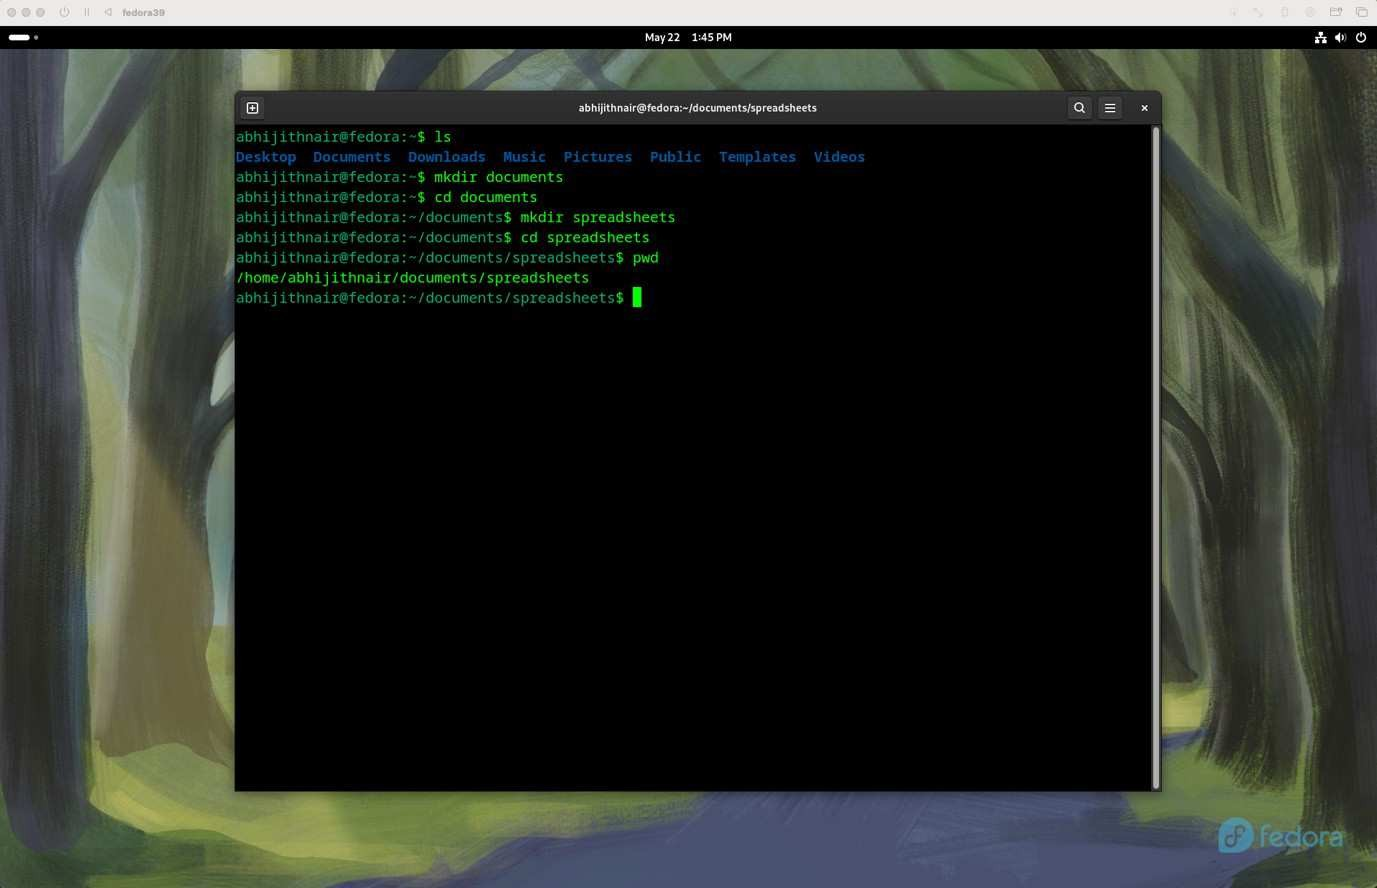 fedora39
May 22 1:45 PM
abhijithnair@fedora:~/documents/spreadsheets
abhijithnair@fedora:~$ ls
Desktop Documents Downloads Music Pictures Public Templates Videos
abhijithnair@fedora:~$ mkdir documents
abhijithnair@fedora:~$ cd documents
abhijithnair@fedora:~/documents$ mkdir spreadsheets
abhijithnair@fedora:~/documents$ cd spreadsheets
abhijithnair@fedora:~/documents/spreadsheets$ pwd
/home/abhijithnair/documents/spreadsheets
abhijithnair@fedora:~/documents/spreadsheets$
fedora